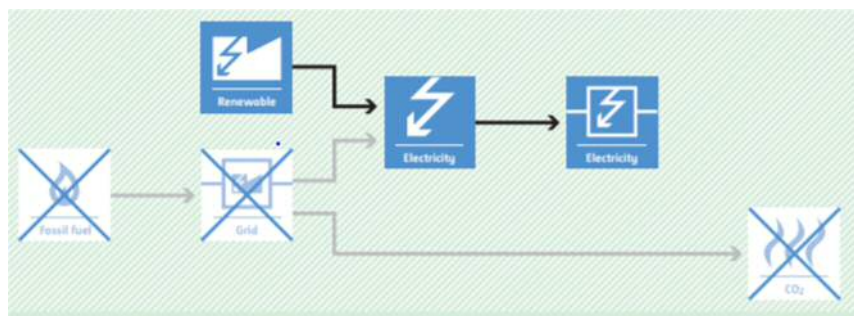 Renewable
Electricity
Electricity
Fossil fuel
Grid
CO₂